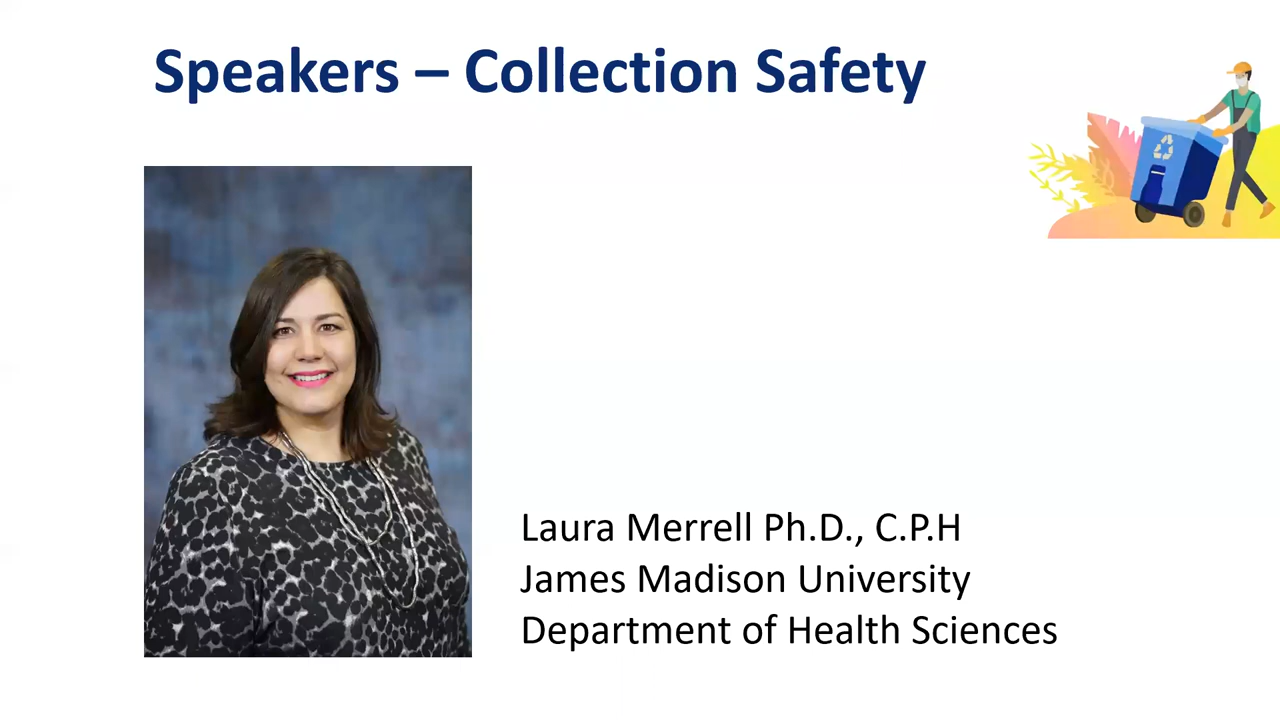 Speakers – Collection Safety
Laura Merrell Ph.D., C.P.H
James Madison University
Department of Health Sciences